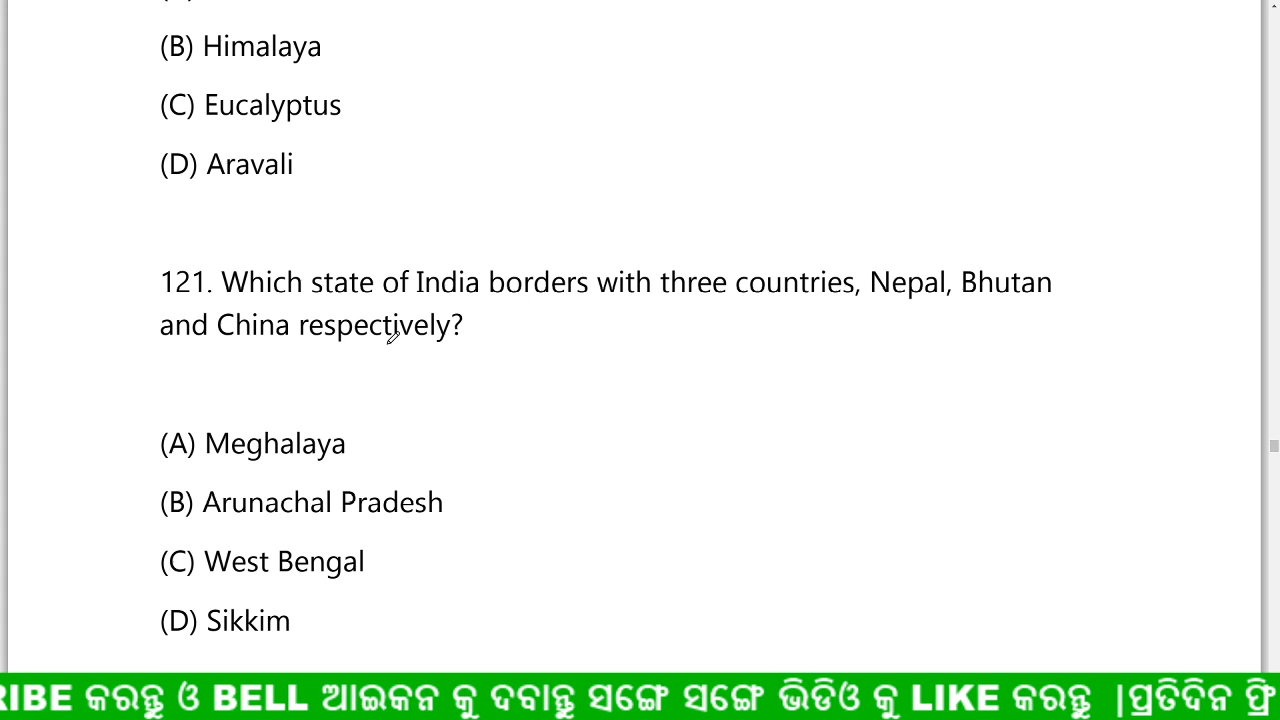 (B) Himalaya
(C) Eucalyptus
(D) Aravali
121. Which state of India borders with three countries, Nepal, Bhutan
and China respectively?
(A) Meghalaya
(B) Arunachal Pradesh
(C) West Bengal
(D) Sikkim
RIBE କରନ୍ତୁ ଓ BELL ଆଇକନ କୁ ଦବାନ୍ତୁ ସଙ୍ଗେ ସଙ୍ଗେ ଭିଡିଓ କୁ LIKE କରନ୍ତୁ |ପ୍ରତିଦିନ ଫ୍ରି